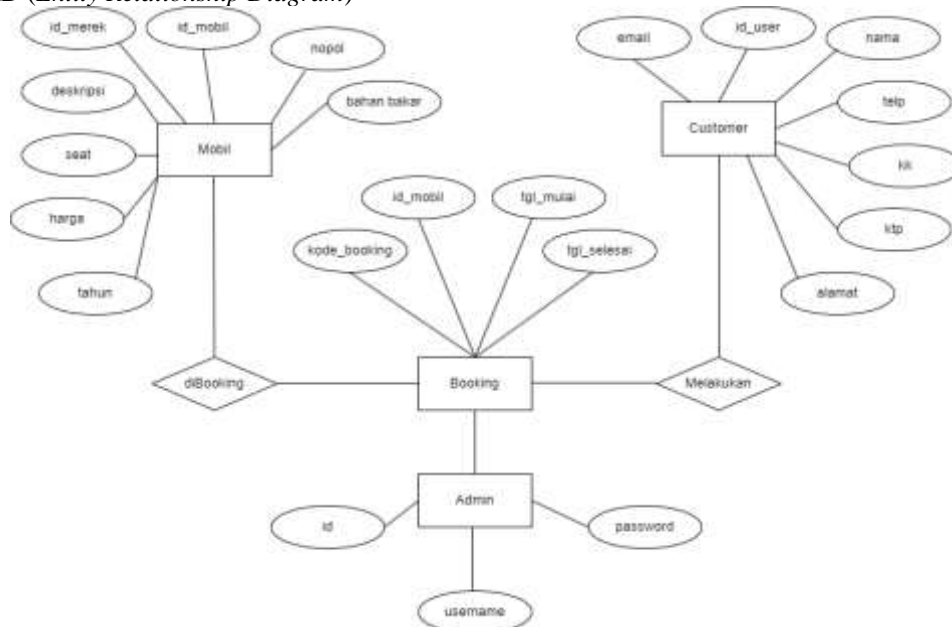 (Entity Relationship Diagram)
id_merek
id_mobil
nopol
deskripsi
bahan bakar
Mobil
seat
harga
tahun
email
id_user
nama
telp
Customer
kk
ktp
alamat
id_mobil
tgl_mulai
kode_booking
tgl_selesai
diBooking
Booking
Melakukan
Admin
id
password
username